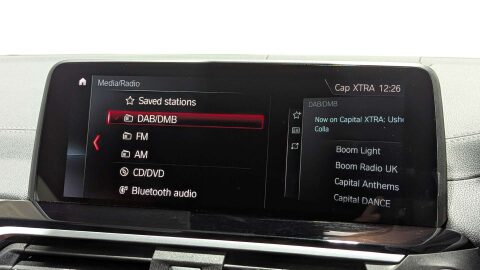 Media/Radio
Cap XTRA 12:26
Saved stations
DAB/DMB
FM
AM
CD/DVD
Bluetooth audio
DAB/DMB
Now on Capital XTRA: Ushe
Colla
Boom Light
Boom Radio UK
Capital Anthems
Capital DANCE